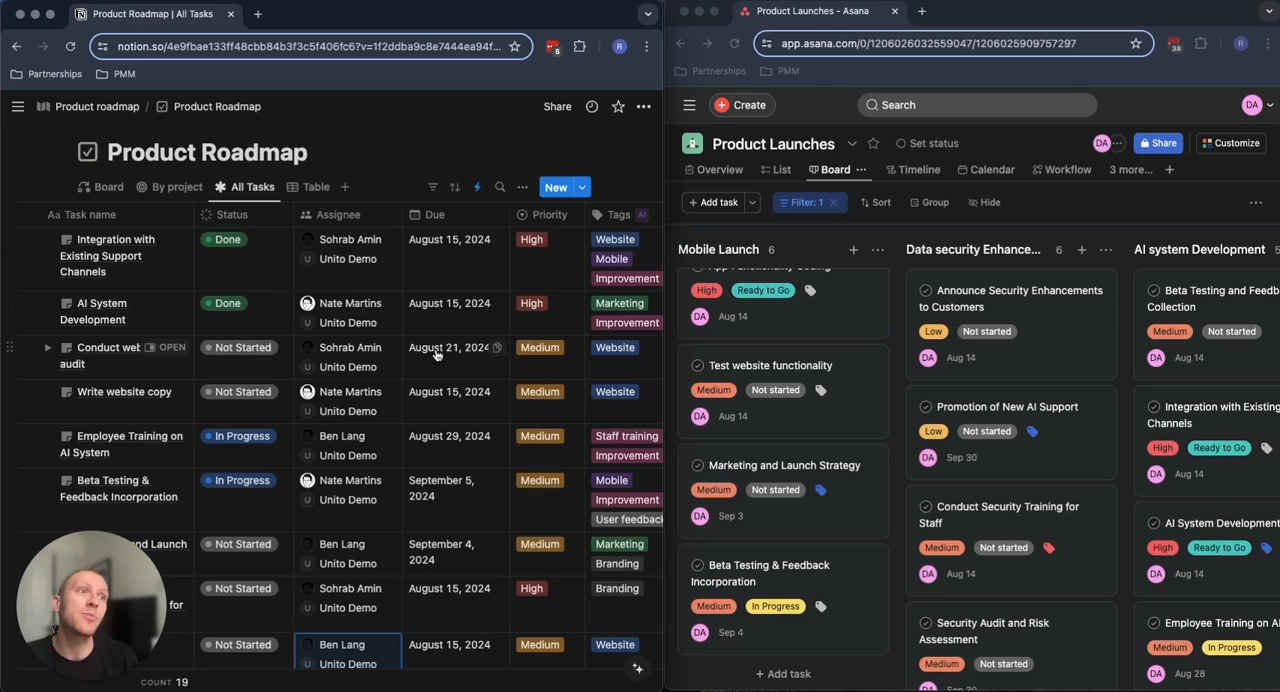 Product Roadmap | All Tasks
notion.so/4e9fbae133ff48cbb84b3f3c5f406fc6?v=1f2ddba9c8e7444ea94f...
5
R
Partnerships
PMM
Product roadmap / Product Roadmap
Share
Product Roadmap
Board
By project
All Tasks
Table
New
Aa Task name
Status
Assignee
Due
Priority
Tags AI
Integration with
Existing Support
Channels
Done
Sohrab Amin
U Unito Demo
August 15, 2024
High
Website
Mobile
Improvement
AI System
Development
Done
Nate Martins
U Unito Demo
August 15, 2024
High
Marketing
Improvement
Conduct wel
audit
OPEN
Not Started
Sohrab Amin
U Unito Demo
August 21, 2024
Medium
Website
Write website copy
Not Started
Nate Martins
U Unito Demo
August 15, 2024
Medium
Website
Employee Training on
AI System
In Progress
Ben Lang
U Unito Demo
August 29, 2024
Medium
Staff training
Improvement
Beta Testing &
Feedback Incorporation
In Progress
Nate Martins
U Unito Demo
September 5,
2024
Medium
Mobile
Improvement
User feedback
nd Launch
Not Started
Ben Lang
U Unito Demo
September 4,
2024
Medium
Marketing
Branding
for
Not Started
Sohrab Amin
U Unito Demo
August 15, 2024
High
Branding
Not Started
Ben Lang
U Unito Demo
August 15, 2024
Medium
Website
COUNT 19
Product Launches - Asana
app.asana.com/0/1206026032559047/1206025909757297
38
R
Partnerships
PMM
Create
Search
DA
Product Launches
Set status
DA
Share
Customize
Overview
List
Board
Timeline
Calendar
Workflow
3 more...
+ Add task
Filter: 1
Sort
Group
Hide
Mobile Launch 6
High
Ready to Go
DA Aug 14
Test website functionality
Medium
Not started
DA Aug 14
Marketing and Launch Strategy
Medium
Not started
DA Sep 3
Beta Testing & Feedback
Incorporation
Medium
In Progress
DA Sep 4
+ Add task
Data security Enhance... 6
Announce Security Enhancements
to Customers
Low
Not started
DA Aug 14
Promotion of New AI Support
Low
Not started
DA Sep 30
Conduct Security Training for
Staff
Medium
Not started
DA Aug 14
Security Audit and Risk
Assessment
Medium
Not started
AI system Development 5
Beta Testing and Feedb
Collection
Medium
Not started
DA Aug 14
Integration with Existing
Channels
High
Ready to Go
DA Aug 14
AI System Development
High
Ready to Go
DA Aug 14
Employee Training on AI
Medium
In Progress
DA Aug 28